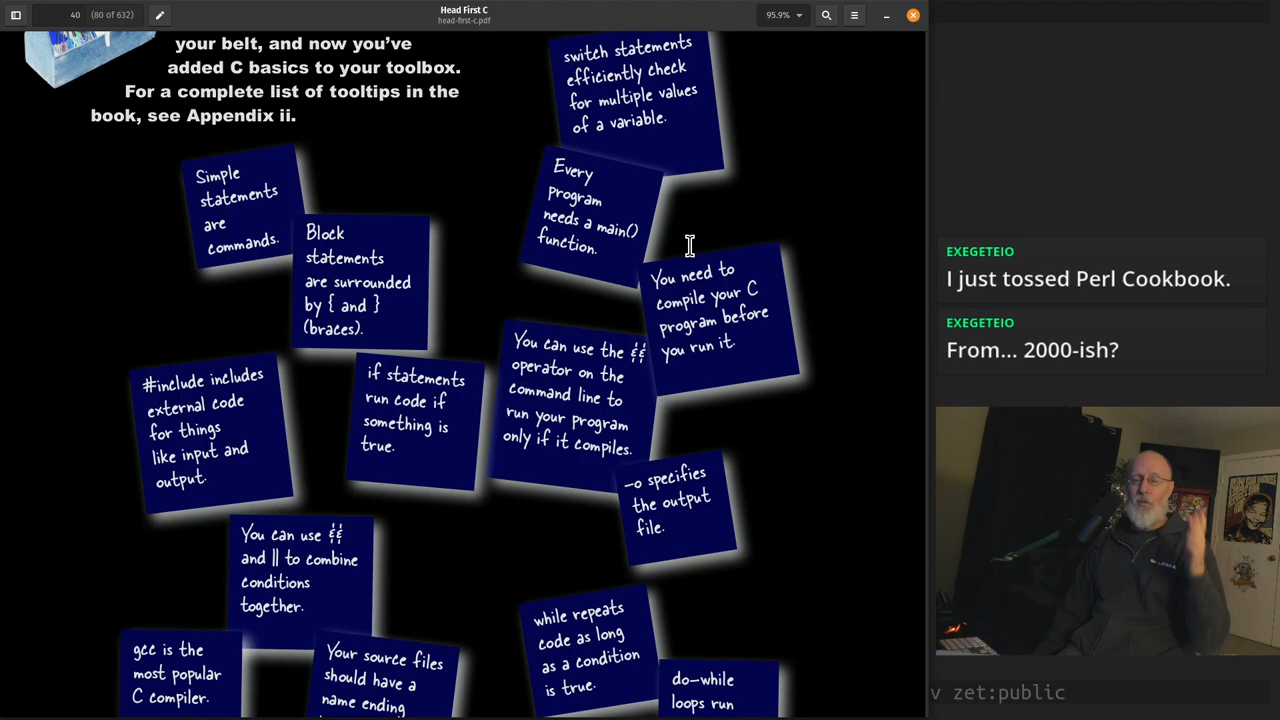 40
(80 of 632)
Head First C
head-first-c.pdf
95.9%
your belt, and now you've
added C basics to your toolbox.
For a complete list of tooltips in the
book, see Appendix ii.
switch statements
efficiently check
for multiple values
of a variable.
Simple
statements
are
commands.
Every
program
needs a main()
function.
Block
statements
are surrounded
by { and }
(braces).
You need to
compile your C
program before
you run it.
#include includes
external code
for things
like input and
output.
if statements
run code if
something is
true.
You can use the &&
operator on the
command line to
run your program
only if it compiles.
-o specifies
the output
file.
You can use &&
and || to combine
conditions
together.
while repeats
code as long
as a condition
is true.
gcc is the
most popular
C compiler.
Your source files
should have a
name ending
do-while
loops run
EXEGETEIO
I just tossed Perl Cookbook.
EXEGETEIO
From... 2000-ish?
v zet:public